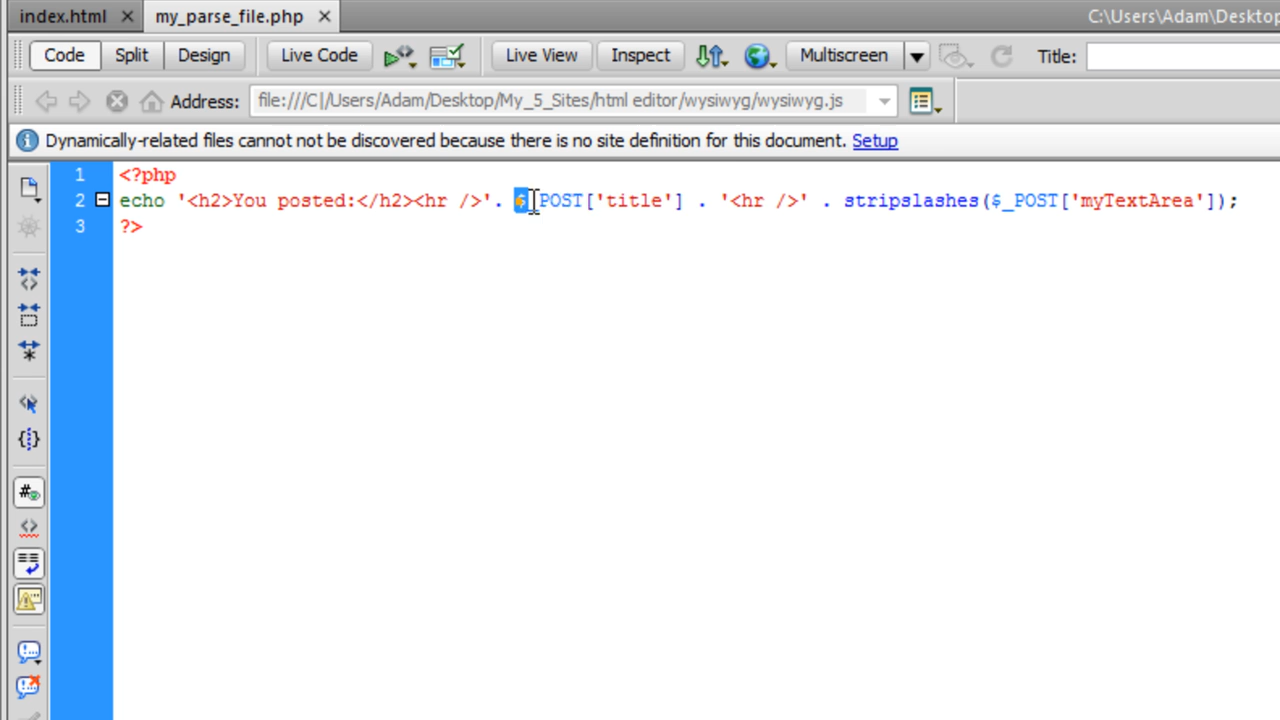 index.html × my_parse_file.php × C:\Users\Adam\Desktop
Code Split Design Live Code Live View Inspect Multiscreen Title:
Address: file:///C|/Users/Adam/Desktop/My_5_Sites/html editor/wysiwyg/wysiwyg.js
Dynamically-related files cannot not be discovered because there is no site definition for this document. Setup
1 <?php
2 echo '<h2>You posted:</h2><hr />'. $_POST['title'] . '<hr />' . stripslashes($_POST['myTextArea']);
3 ?>